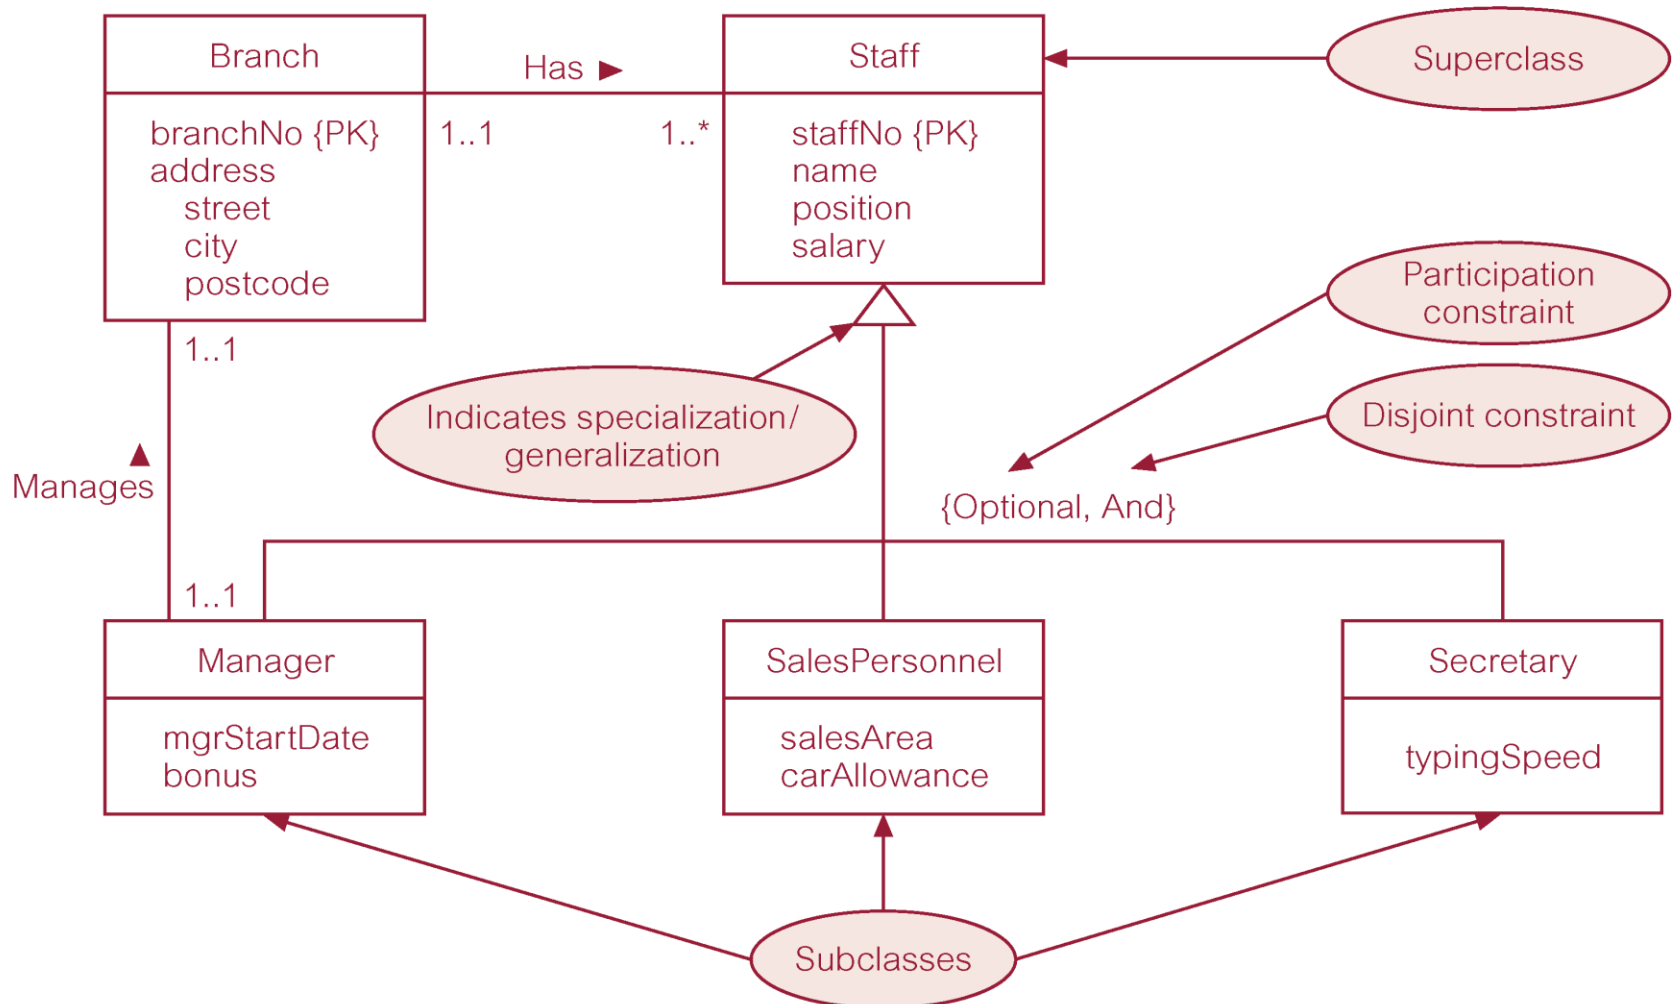 Branch
Has ►
Staff
Superclass
branchNo {PK}
address
street
city
postcode
1..1
1..*
staffNo {PK}
name
position
salary
Participation
constraint
1..1
Indicates specialization/
generalization
Disjoint constraint
▲
Manages
{Optional, And}
1..1
Manager
SalesPersonnel
Secretary
mgrStartDate
bonus
salesArea
carAllowance
typingSpeed
Subclasses